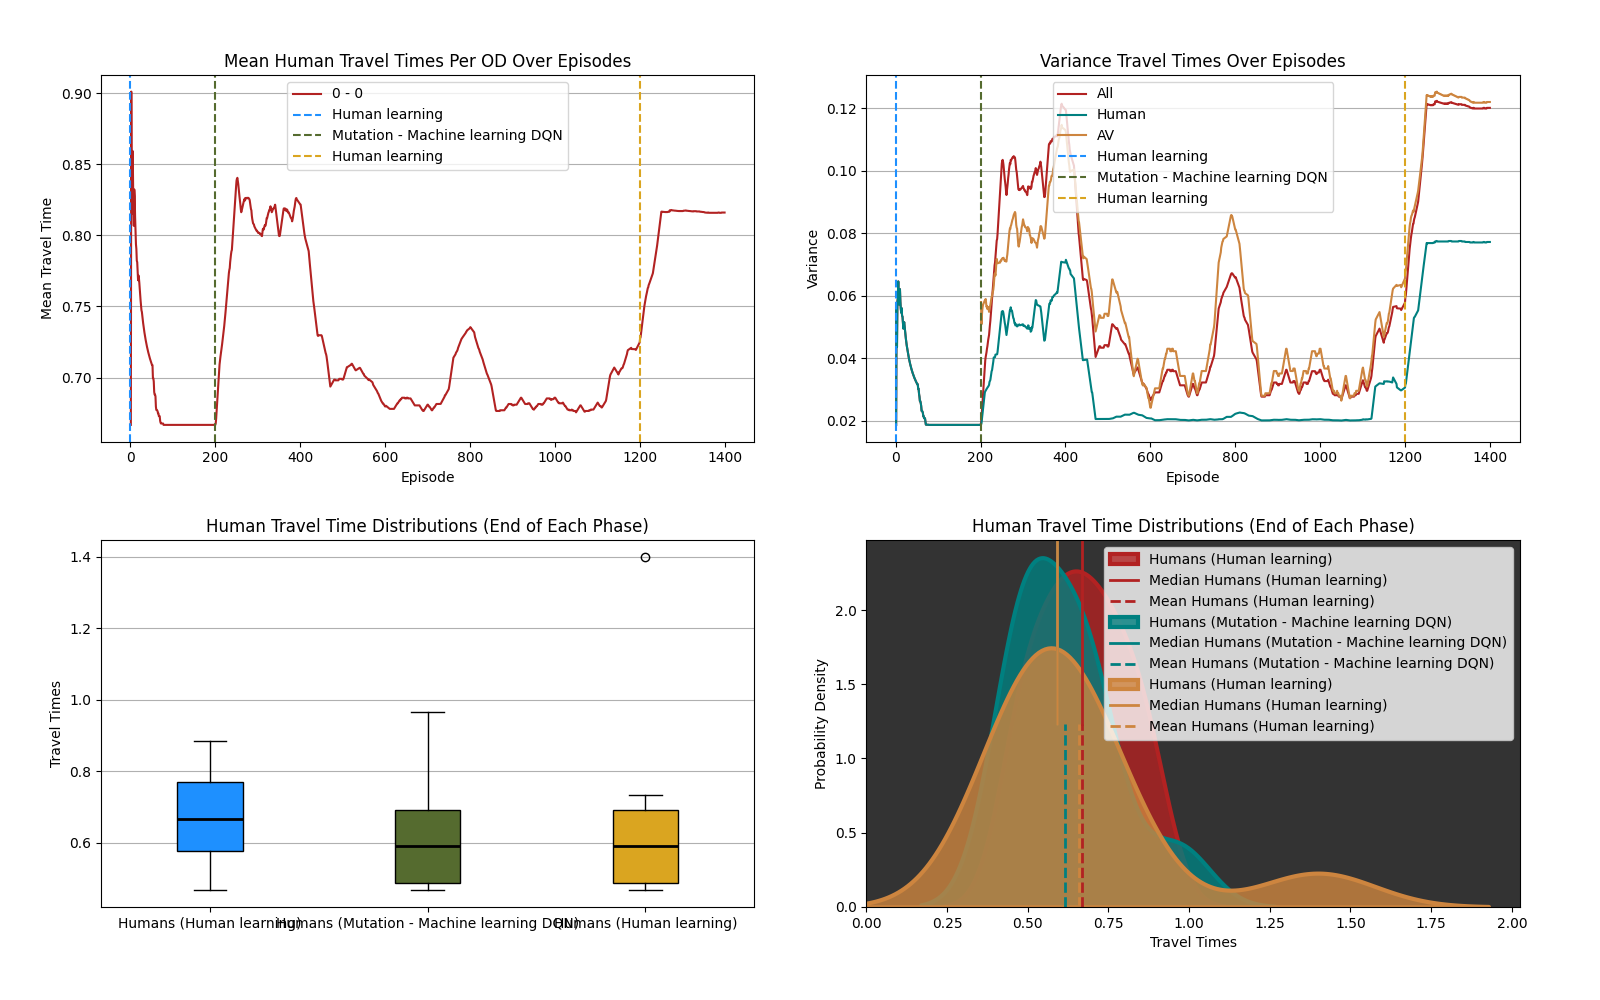 Mean Human Travel Times Per OD Over Episodes
0 - 0
Human learning
Mutation - Machine learning DQN
Human learning
0.90
0.85
0.80
0.75
0.70
Mean Travel Time
0 200 400 600 800 1000 1200 1400
Episode
Variance Travel Times Over Episodes
All
Human
AV
Human learning
Mutation - Machine learning DQN
Human learning
0.12
0.10
0.08
0.06
0.04
0.02
Variance
0 200 400 600 800 1000 1200 1400
Episode
Human Travel Time Distributions (End of Each Phase)
1.4
1.2
1.0
0.8
0.6
Travel Times
Humans (Human learning) Humans (Mutation - Machine learning DQN) Humans (Human learning)
Human Travel Time Distributions (End of Each Phase)
Humans (Human learning)
Median Humans (Human learning)
Mean Humans (Human learning)
Humans (Mutation - Machine learning DQN)
Median Humans (Mutation - Machine learning DQN)
Mean Humans (Mutation - Machine learning DQN)
Humans (Human learning)
Median Humans (Human learning)
Mean Humans (Human learning)
2.0
1.5
1.0
0.5
0.0
Probability Density
0.00 0.25 0.50 0.75 1.00 1.25 1.50 1.75 2.00
Travel Times